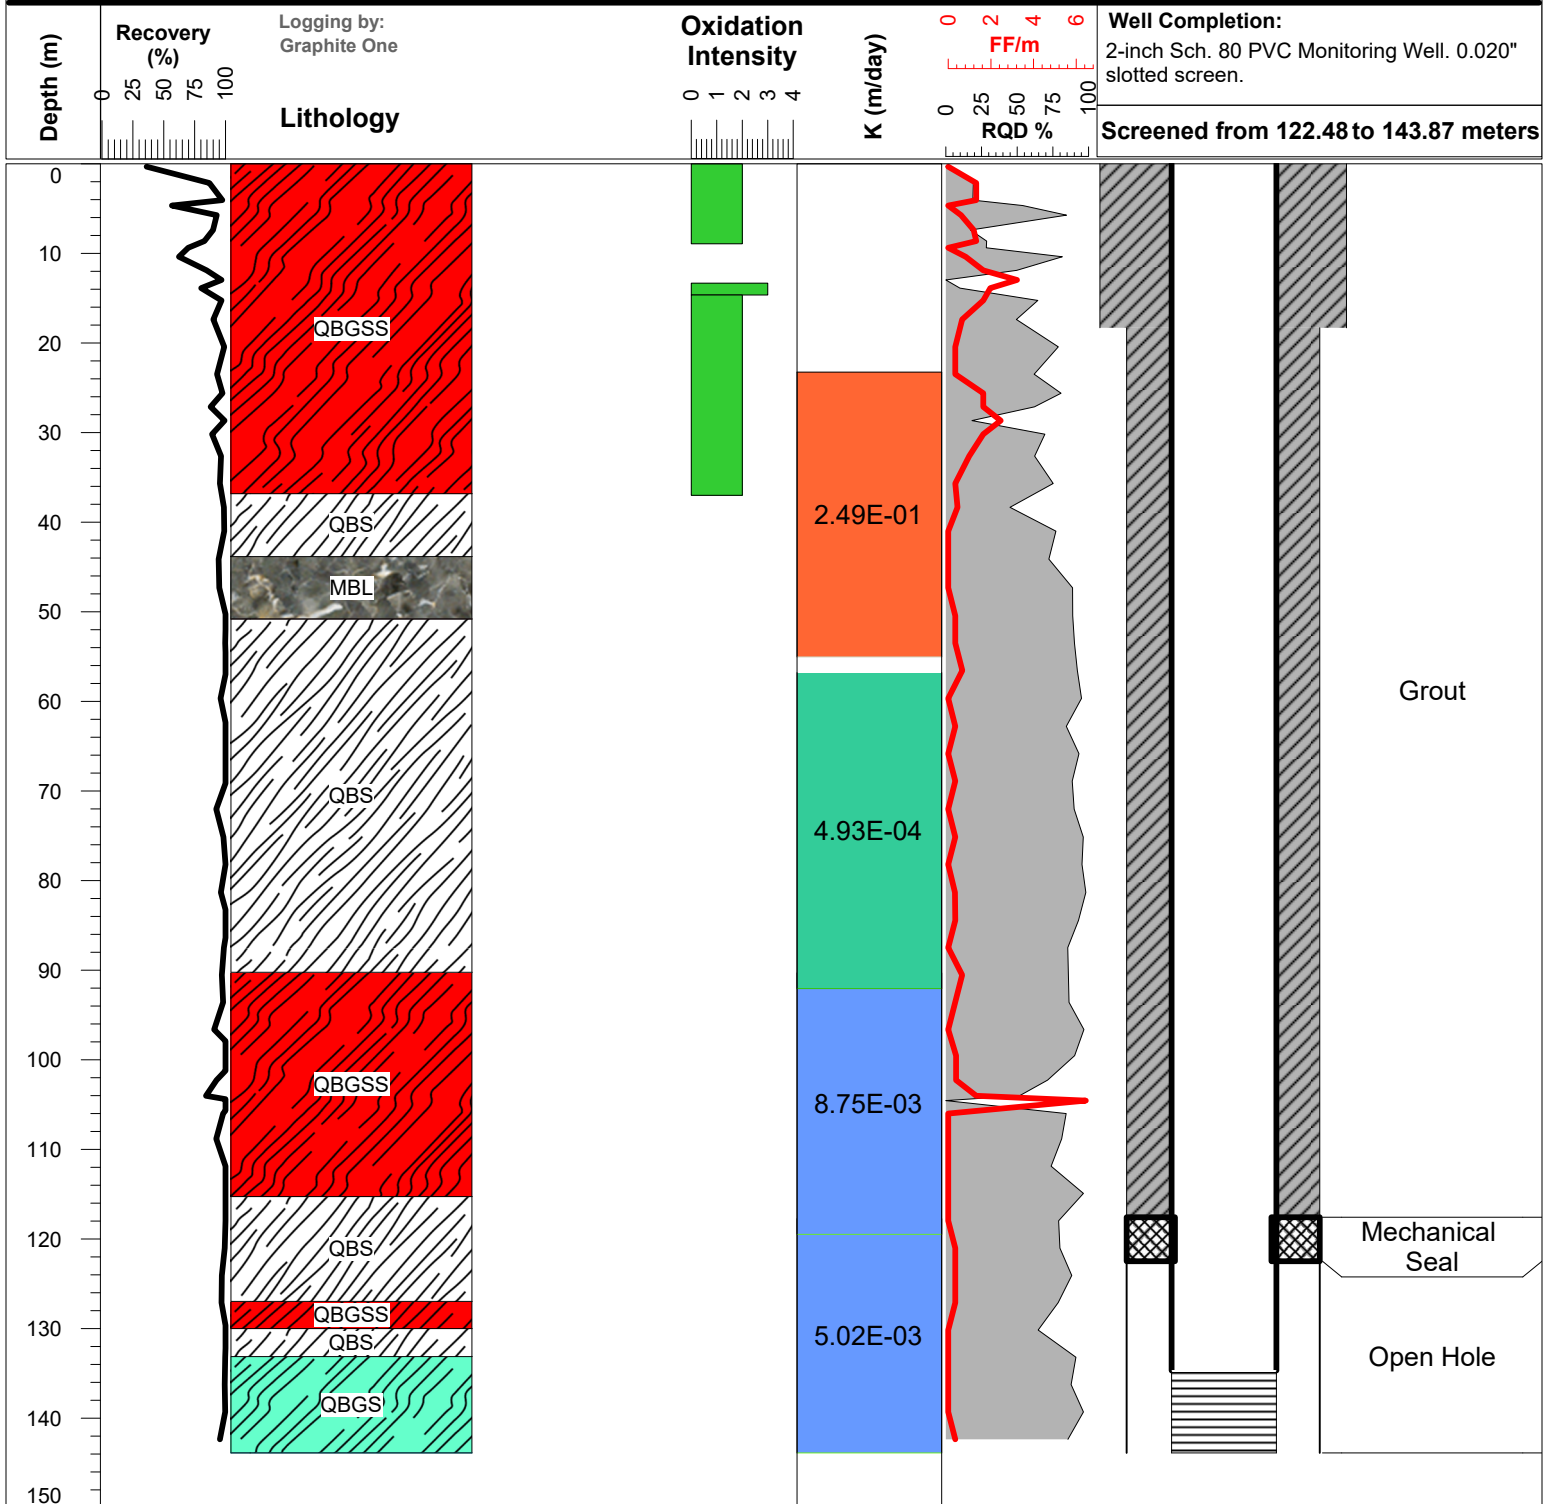 Depth (m)
Recovery
(%)
0 25 50 75 100
Logging by:
Graphite One
Lithology
Oxidation
Intensity
0 1 2 3 4
K (m/day)
0 2 4 6
FF/m
0 25 50 75 100
RQD %
Well Completion:
2-inch Sch. 80 PVC Monitoring Well. 0.020"
slotted screen.
Screened from 122.48 to 143.87 meters
0
10
20
30
40
50
60
70
80
90
100
110
120
130
140
150
QBGSS
QBS
MBL
QBS
QBGSS
QBS
QBGSS
QBS
QBGS
2.49E-01
4.93E-04
8.75E-03
5.02E-03
Grout
Mechanical
Seal
Open Hole